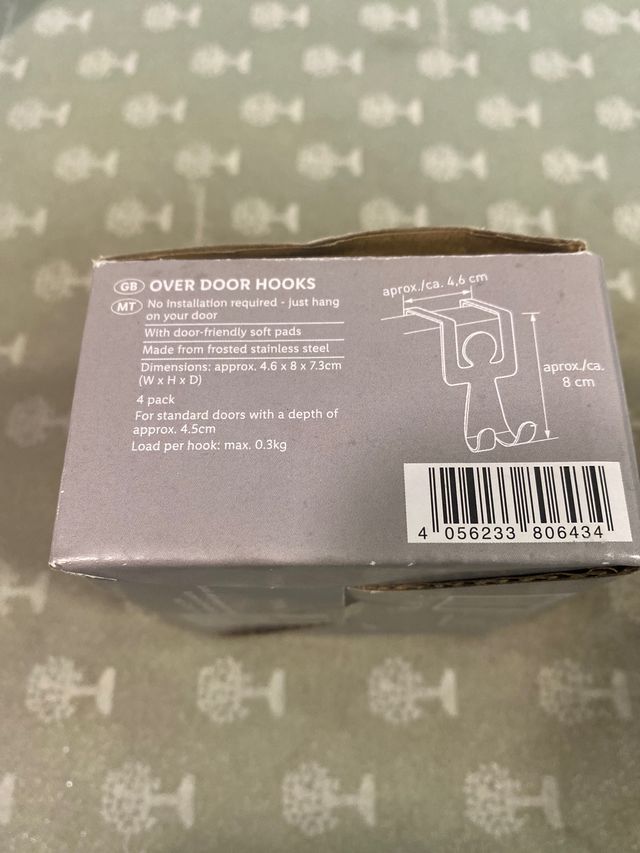 GB OVER DOOR HOOKS
MT No installation required - just hang
on your door
With door-friendly soft pads
Made from frosted stainless steel
Dimensions: approx. 4.6 x 8 x 7.3cm
(W x H x D)
4 pack
For standard doors with a depth of
approx. 4.5cm
Load per hook: max. 0.3kg
aprox./ca. 4,6 cm
aprox./ca.
8 cm
4 056233 806434